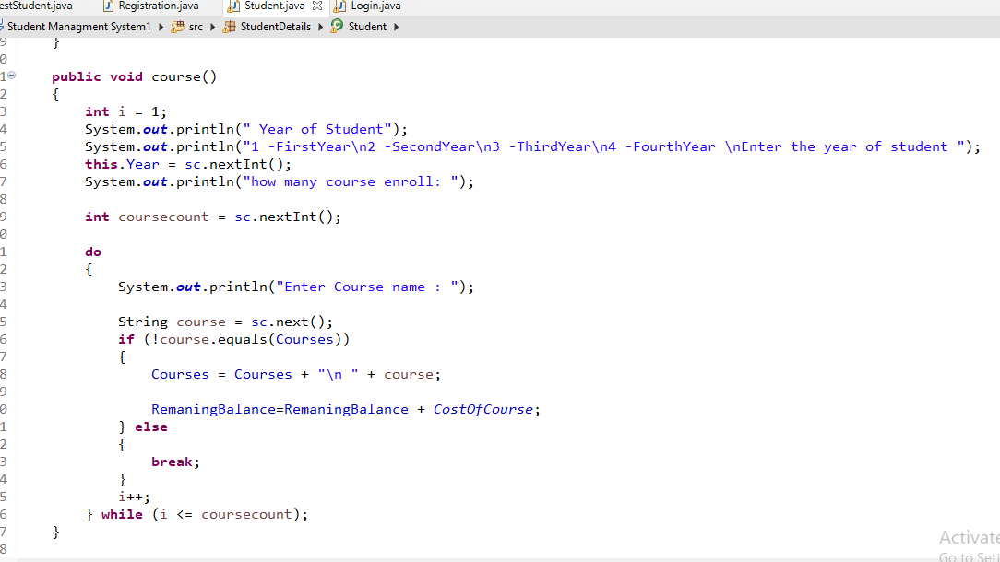 estStudent.java Registration.java Student.java Login.java
Student Managment System1 src StudentDetails Student
9 }
0
1 public void course()
2 {
3 int i = 1;
4 System.out.println(" Year of Student");
5 System.out.println("1 -FirstYear\n2 -SecondYear\n3 -ThirdYear\n4 -FourthYear \nEnter the year of student ");
6 this.Year = sc.nextInt();
7 System.out.println("how many course enroll: ");
8
9 int coursecount = sc.nextInt();
0
1 do
2 {
3 System.out.println("Enter Course name : ");
4
5 String course = sc.next();
6 if (!course.equals(Courses))
7 {
8 Courses = Courses + "\n " + course;
9
0 RemaningBalance=RemaningBalance + CostOfCourse;
1 } else
2 {
3 break;
4 }
5 i++;
6 } while (i <= coursecount);
7 }
8
Activate
Go to Sett